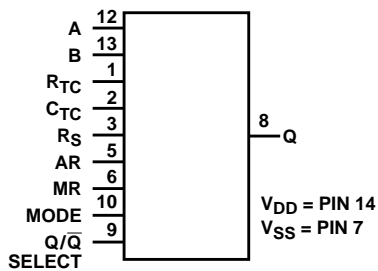 12
A
13
B
1
RTC
2
CTC
3
RS
5
AR
6
MR
10
MODE
9
Q/Q̅
SELECT
8
Q
VDD = PIN 14
VSS = PIN 7